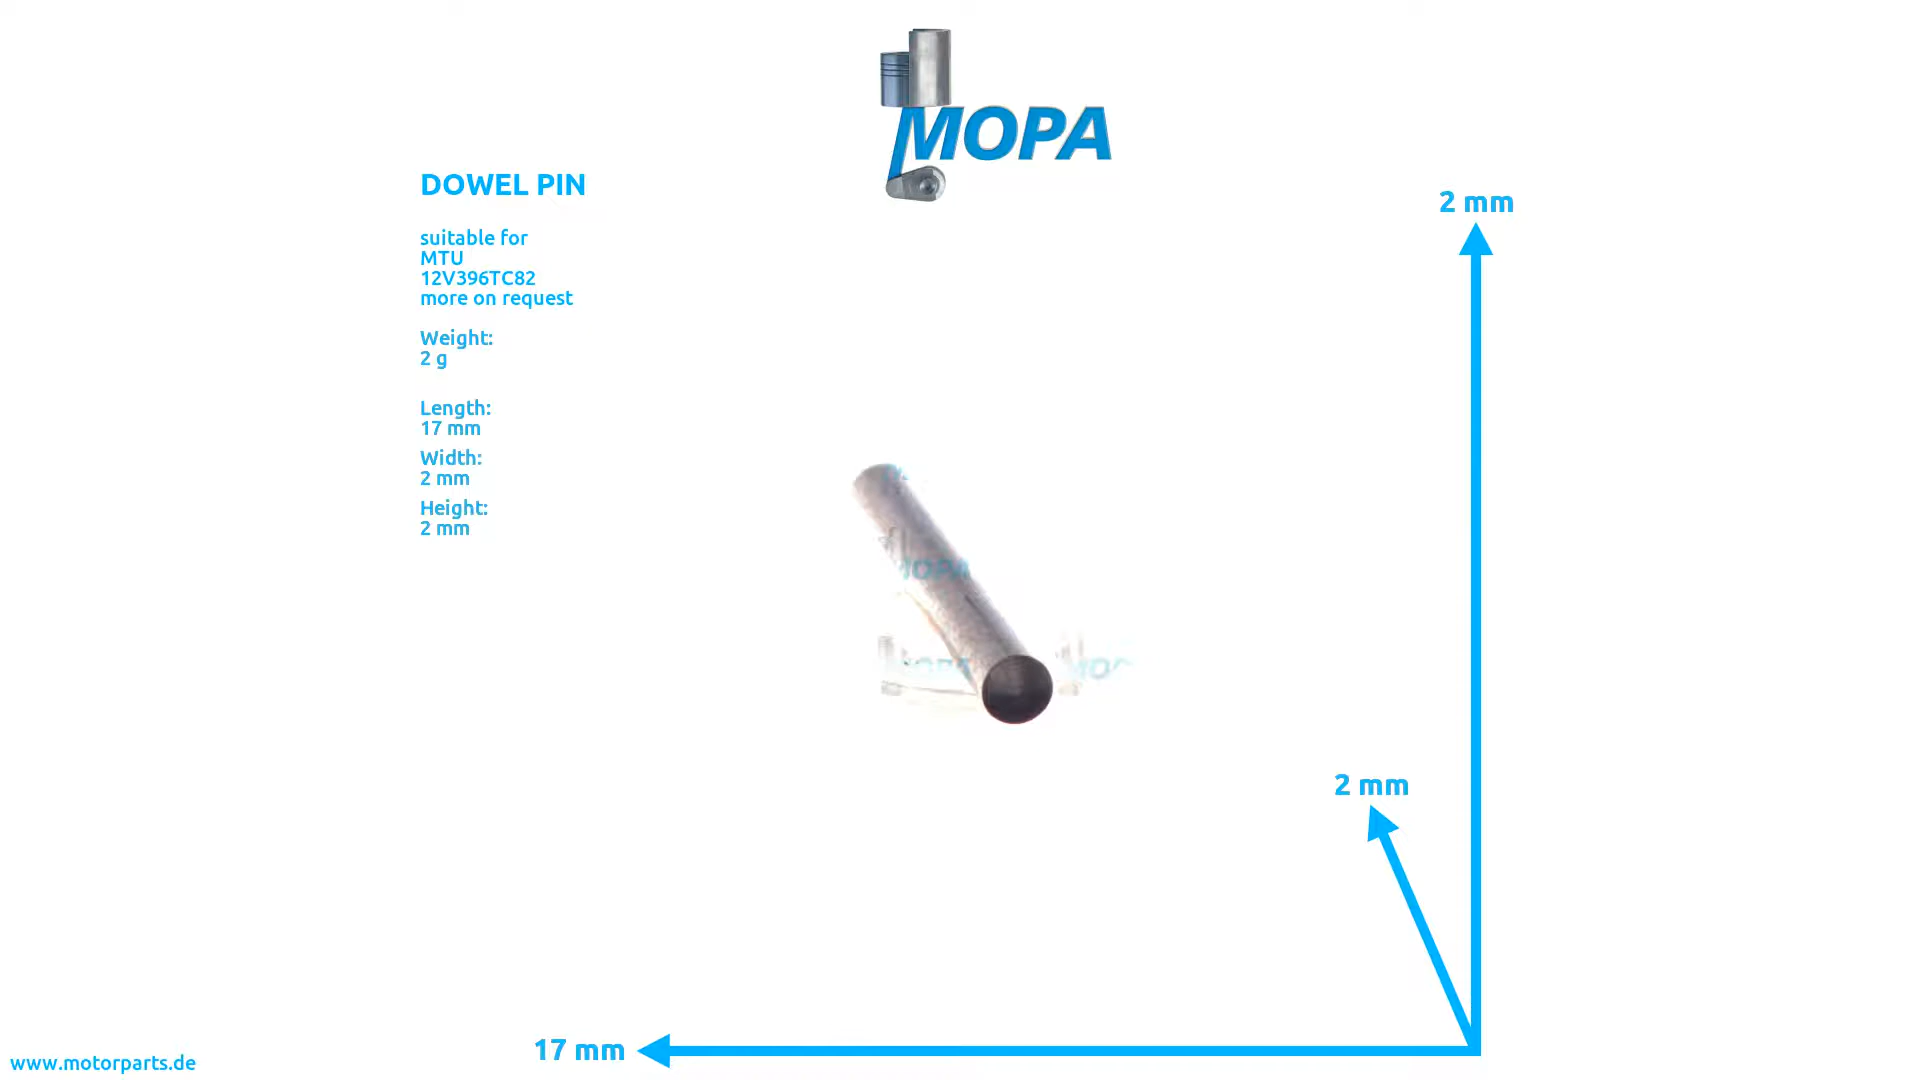 MOPA
DOWEL PIN
suitable for
MTU
12V396TC82
more on request
Weight:
2 g
Length:
17 mm
Width:
2 mm
Height:
2 mm
2 mm
2 mm
17 mm
MOPA
www.motorparts.de